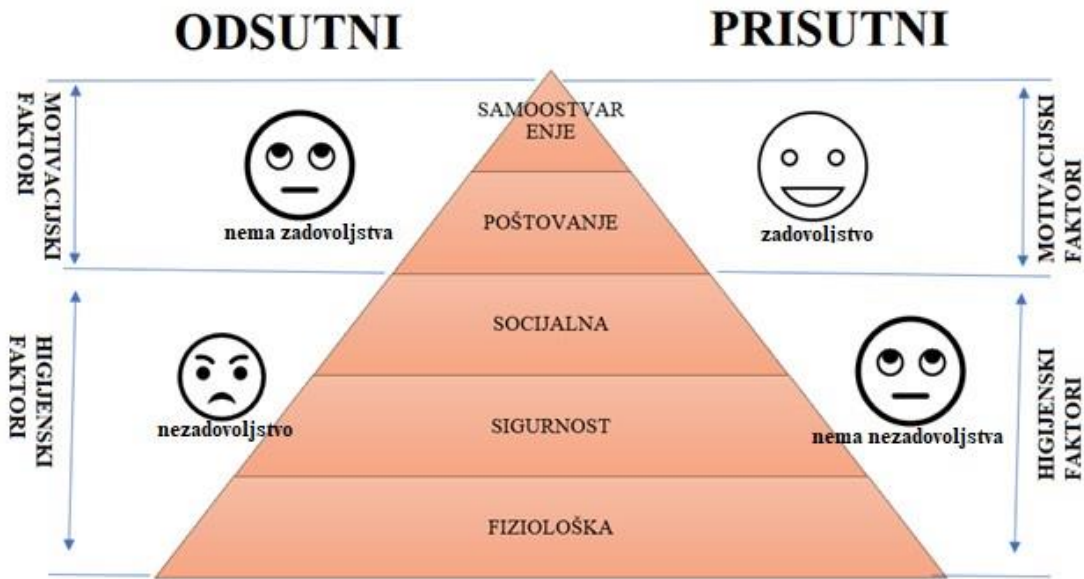 ODSUTNI
PRISUTNI
MOTIVACIJSKI
FAKTORI
SAMOOSTVAR
ENJE
MOTIVACIJSKI
FAKTORI
nema zadovoljstva
POŠTOVANJE
zadovoljstvo
HIGIJENSKI
FAKTORI
SOCIJALNA
HIGIJENSKI
FAKTORI
nezadovoljstvo
SIGURNOST
nema nezadovoljstva
FIZIOLOŠKA